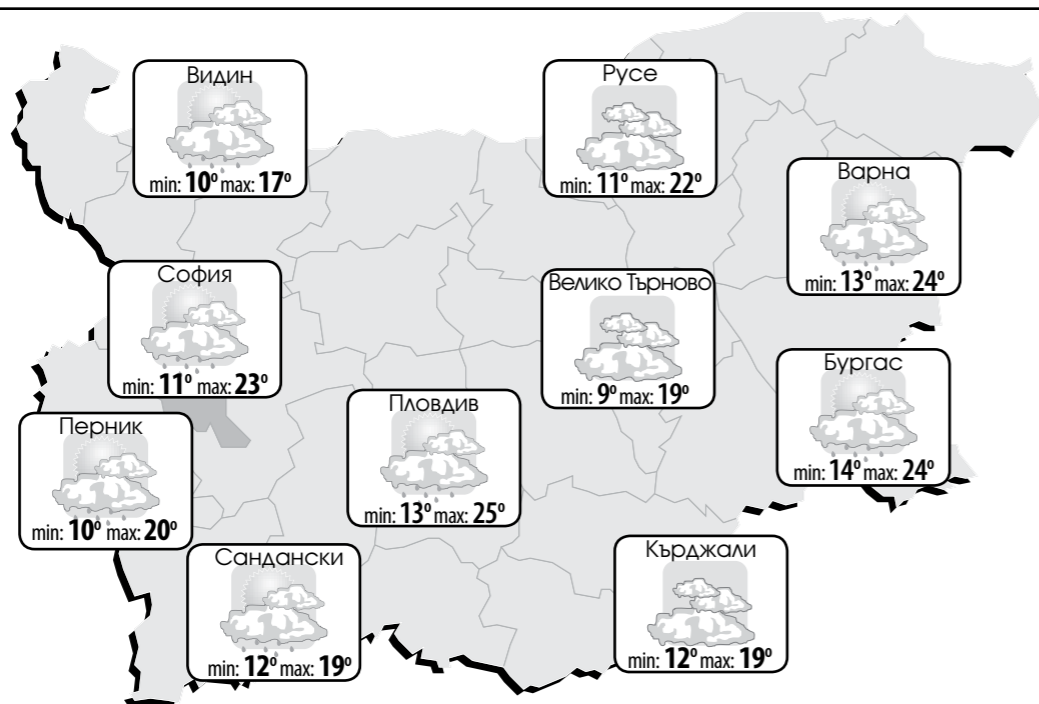 Видин
min: 10° max: 17°
Русе
min: 11° max: 22°
Варна
min: 13° max: 24°
София
min: 11° max: 23°
Велико Търново
min: 9° max: 19°
Бургас
min: 14° max: 24°
Пловдив
min: 13° max: 25°
Перник
min: 10° max: 20°
Сандански
min: 12° max: 19°
Кърджали
min: 12° max: 19°